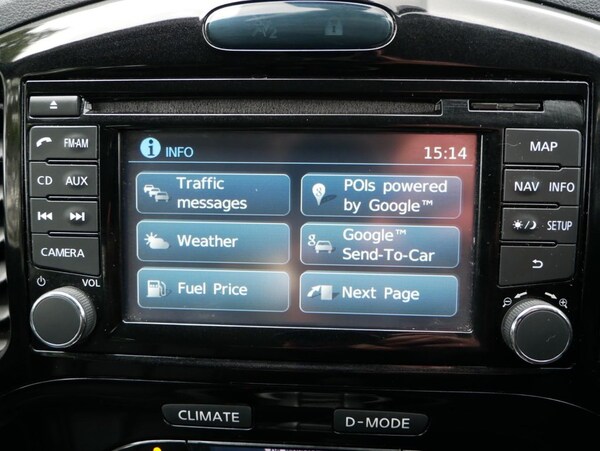 FM-AM
CD AUX
CAMERA
VOL
INFO
15:14
Traffic
messages
POIs powered
by Google™
Weather
Google™
Send-To-Car
Fuel Price
Next Page
MAP
NAV INFO
SETUP
CLIMATE
D-MODE